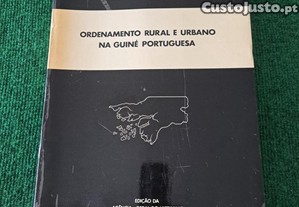 CustoJusto.pt
ORDENAMENTO RURAL E URBANO
NA GUINÉ PORTUGUESA
EDIÇÃO DA